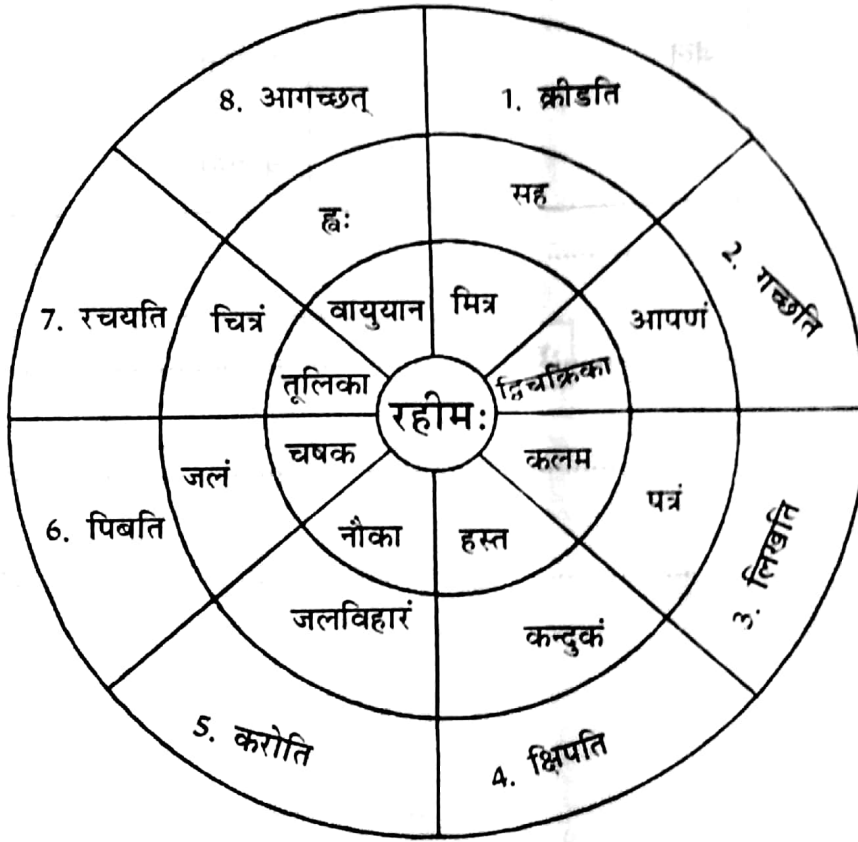 8. आगच्छत् 1. क्रीडति
ह्वः सह
2. गच्छति
7. रचयति चित्रं वायुयान मित्र आपणं
तूलिका रहीमः द्विचक्रिका
6. पिबति जलं चषक कलम पत्रं
3. लिखति
नौका हस्त
जलविहारं कन्दुकं
5. करोति 4. क्षिपति